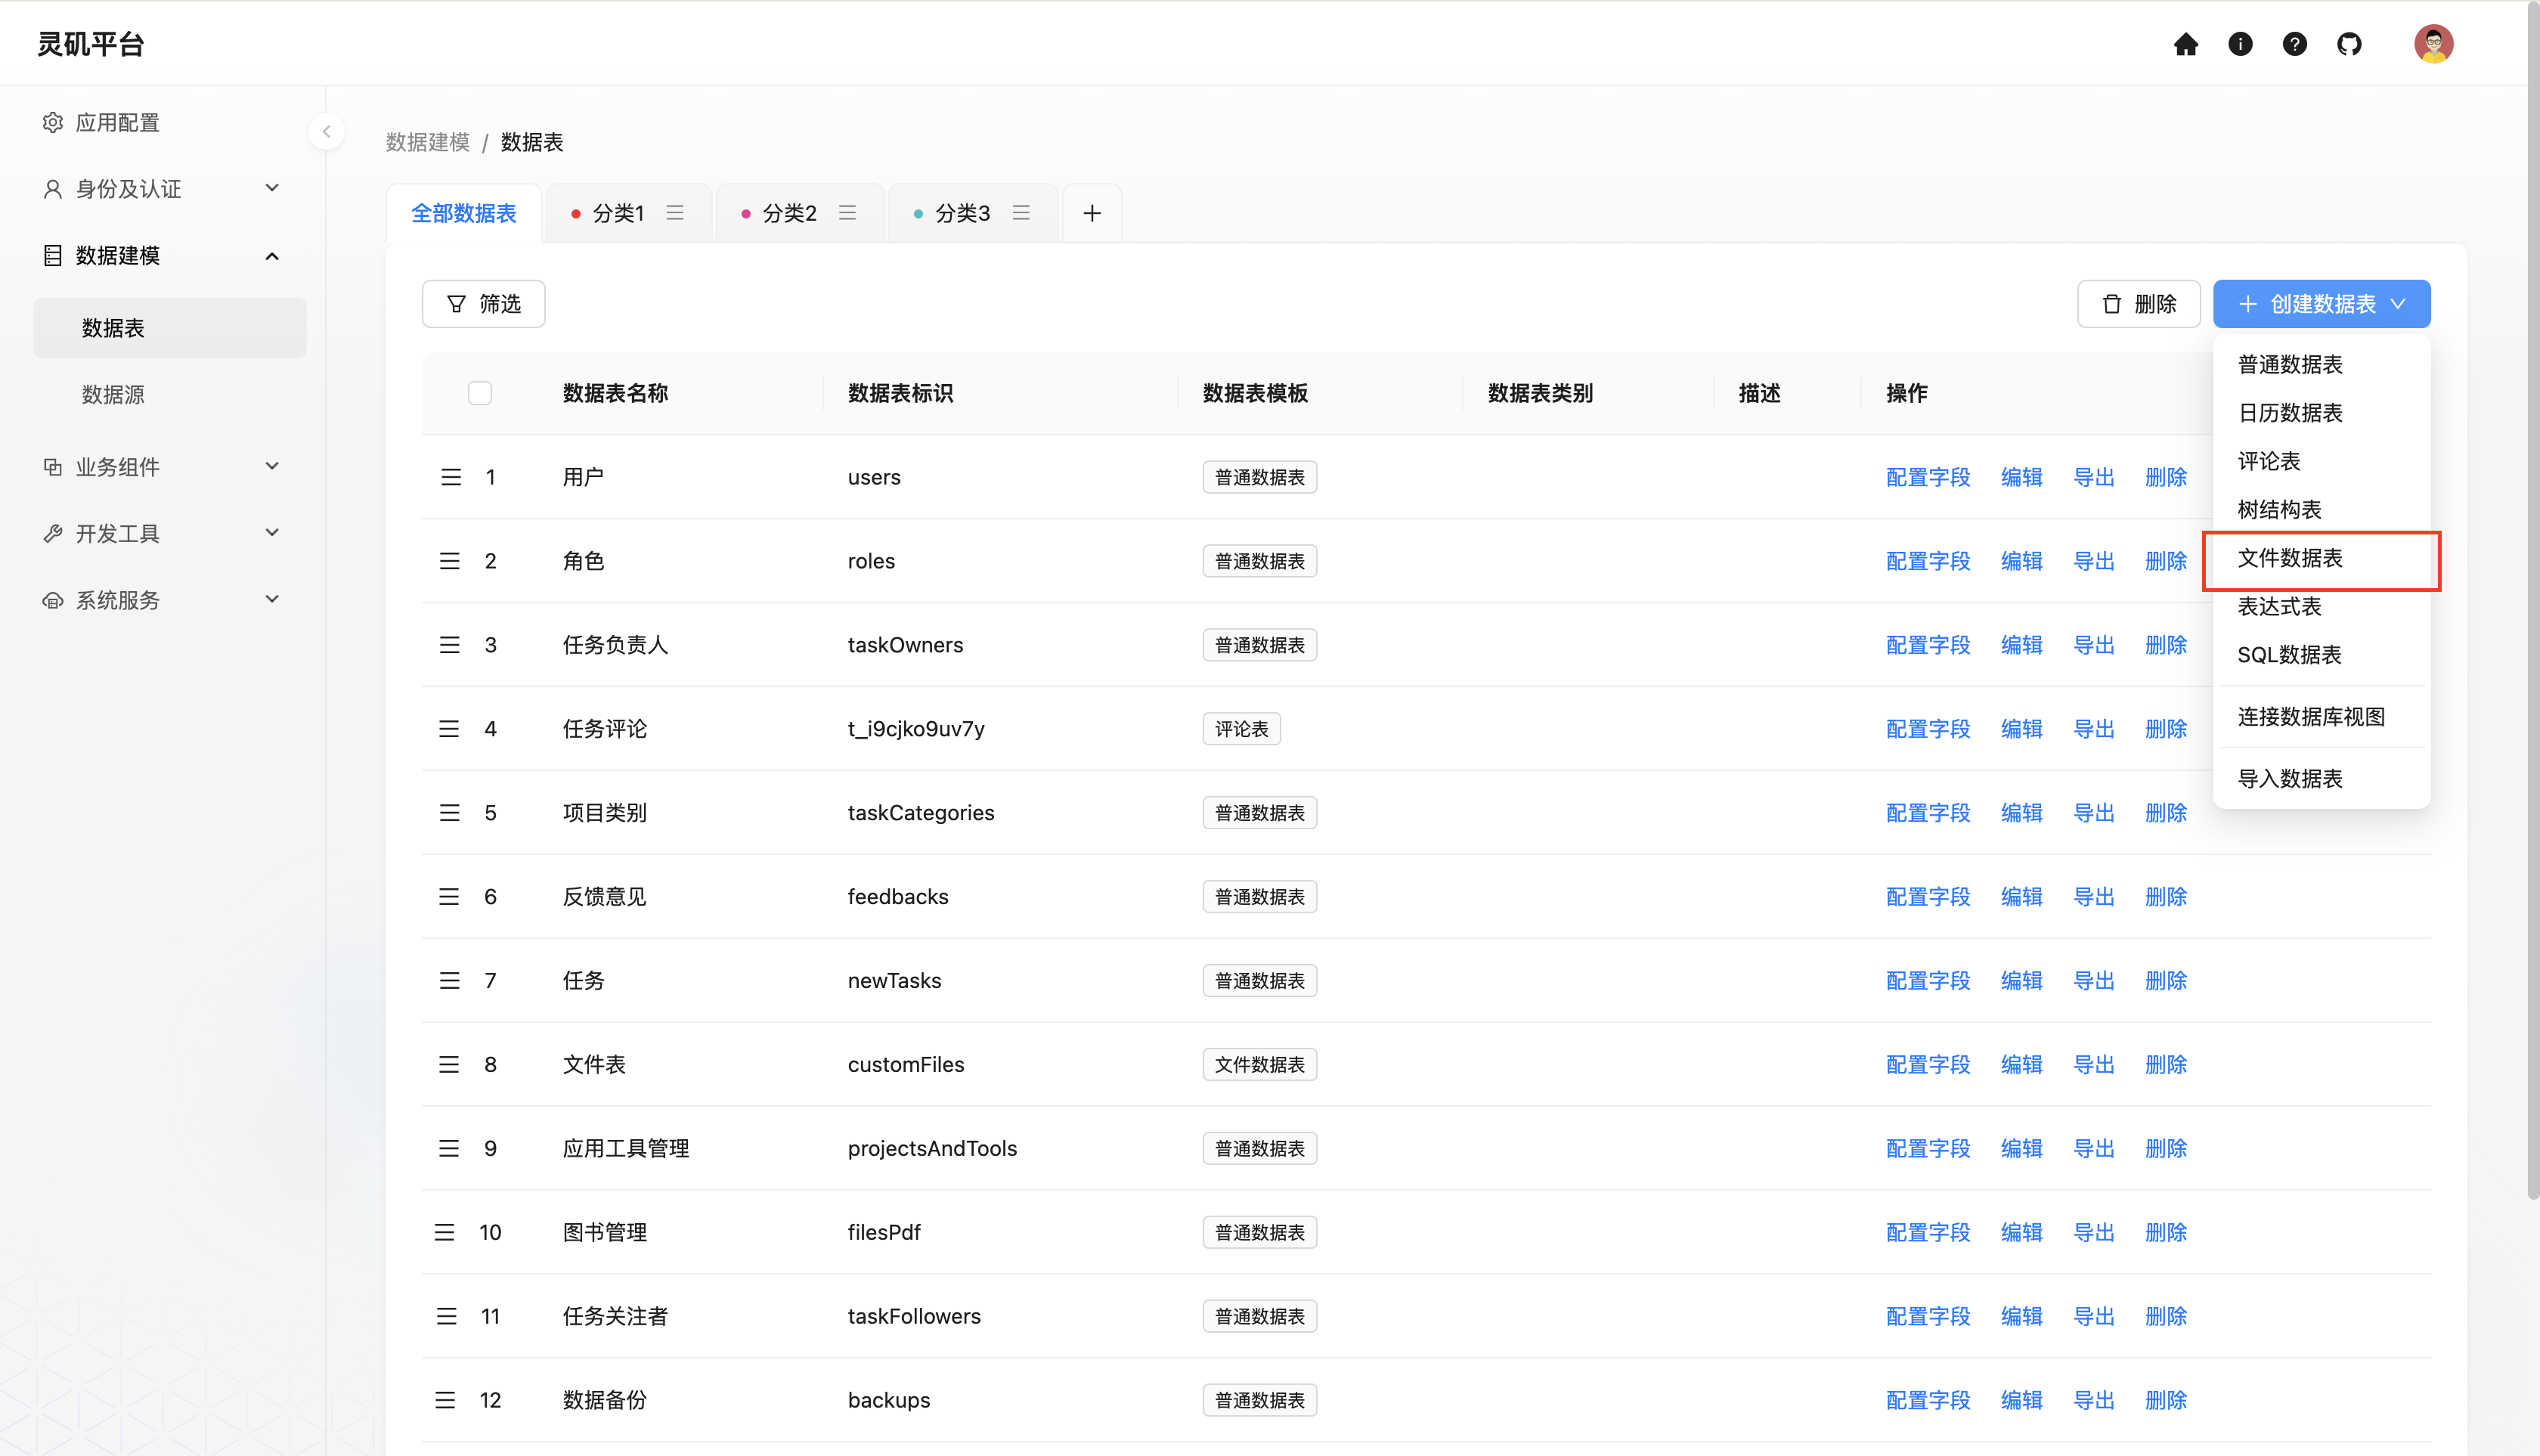 灵矶平台
应用配置
身份及认证
数据建模
数据表
数据源
业务组件
开发工具
系统服务
数据建模 / 数据表
全部数据表 分类1 分类2 分类3
筛选 删除 创建数据表
普通数据表
日历数据表
评论表
树结构表
文件数据表
表达式表
SQL数据表
连接数据库视图
导入数据表
数据表名称 数据表标识 数据表模板 数据表类别 描述 操作
1 用户 users 普通数据表 配置字段 编辑 导出 删除
2 角色 roles 普通数据表 配置字段 编辑 导出 删除
3 任务负责人 taskOwners 普通数据表 配置字段 编辑 导出 删除
4 任务评论 t_i9cjko9uv7y 评论表 配置字段 编辑 导出 删除
5 项目类别 taskCategories 普通数据表 配置字段 编辑 导出 删除
6 反馈意见 feedbacks 普通数据表 配置字段 编辑 导出 删除
7 任务 newTasks 普通数据表 配置字段 编辑 导出 删除
8 文件表 customFiles 文件数据表 配置字段 编辑 导出 删除
9 应用工具管理 projectsAndTools 普通数据表 配置字段 编辑 导出 删除
10 图书管理 filesPdf 普通数据表 配置字段 编辑 导出 删除
11 任务关注者 taskFollowers 普通数据表 配置字段 编辑 导出 删除
12 数据备份 backups 普通数据表 配置字段 编辑 导出 删除